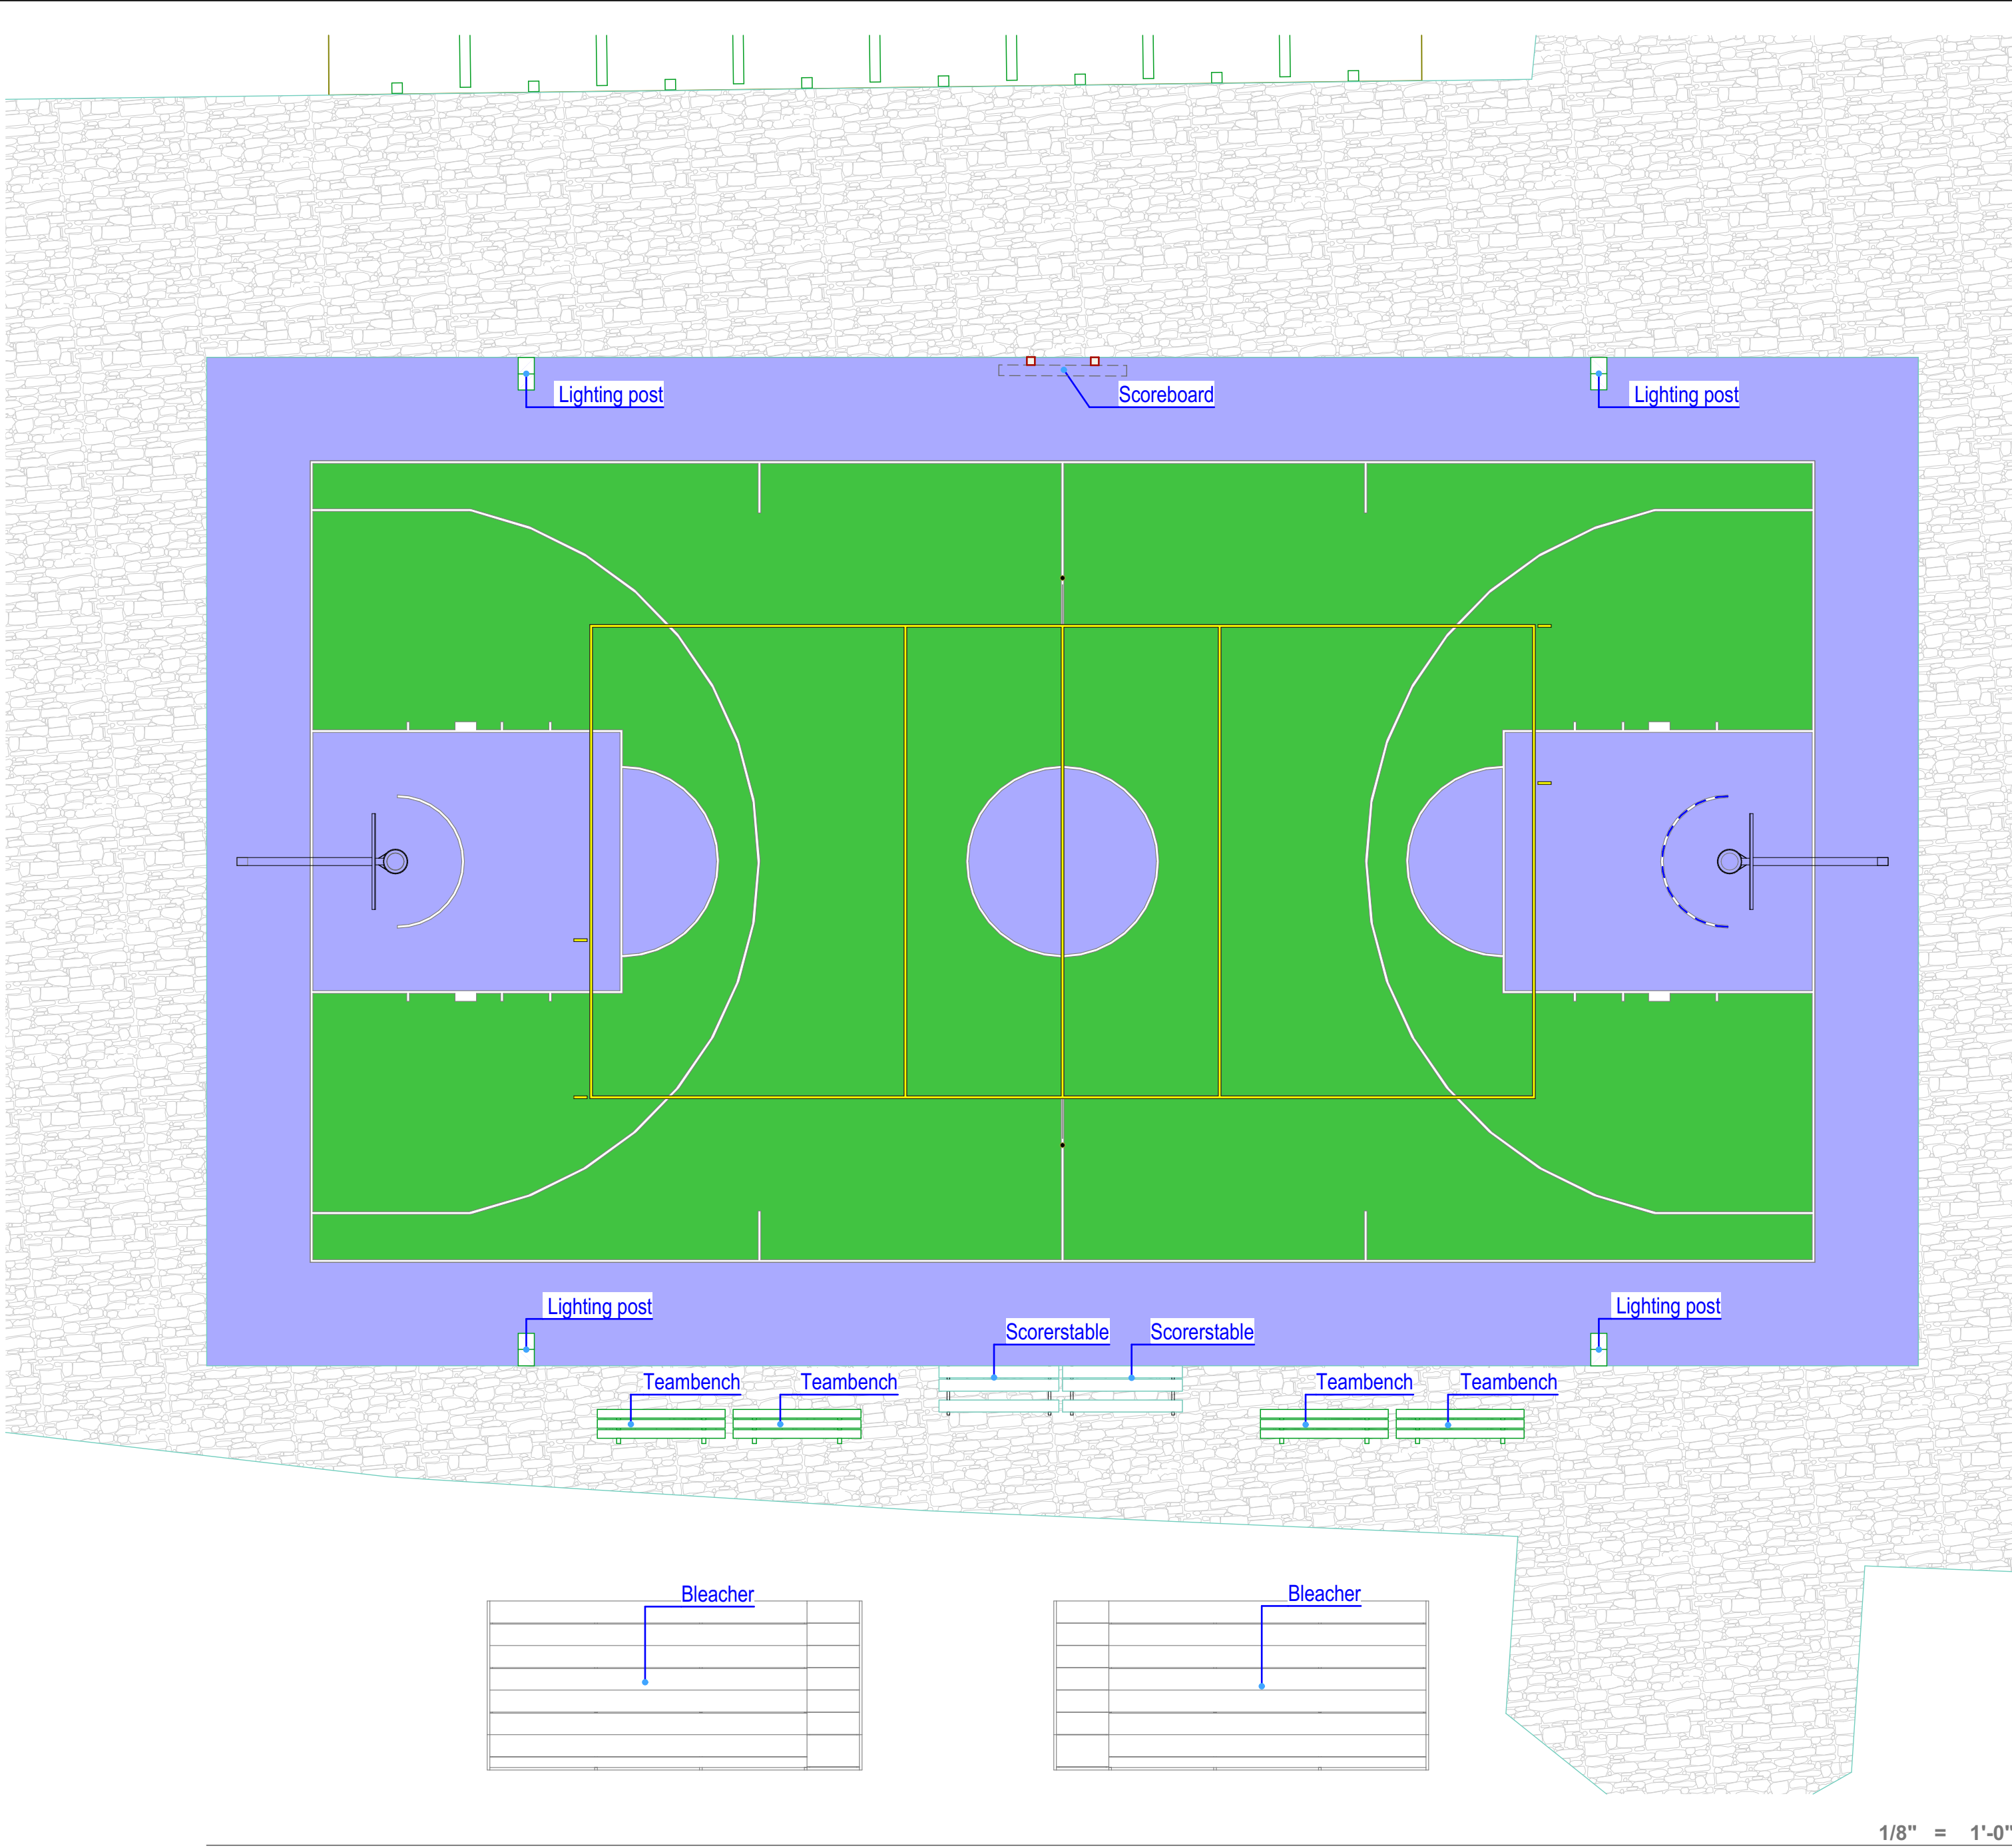 Lighting post
Scoreboard
Lighting post
Lighting post
Lighting post
Scorerstable
Scorerstable
Teambench
Teambench
Teambench
Teambench
Bleacher
Bleacher
1/8" = 1'-0"